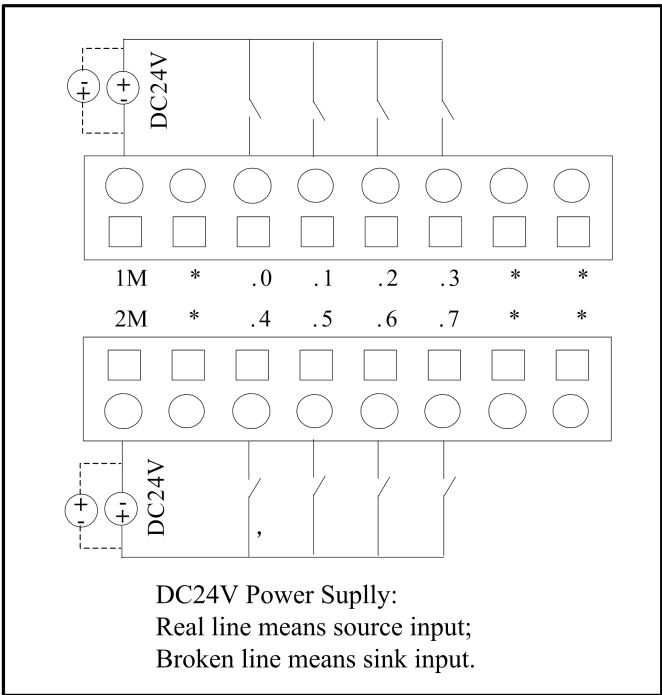 DC24V
+
-
-
+
1M * .0 .1 .2 .3 * *
2M * .4 .5 .6 .7 * *
DC24V
+
-
-
+
,
DC24V Power Suplly:
Real line means source input;
Broken line means sink input.